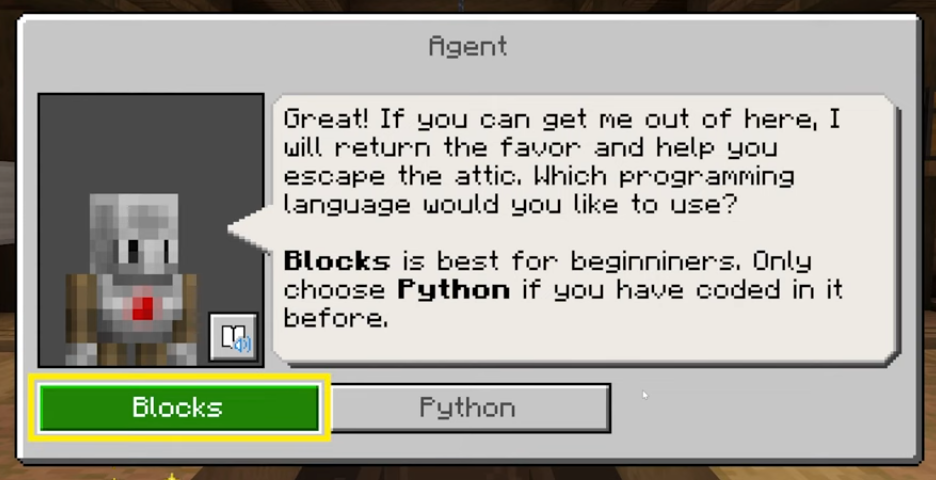 Agent
Great! If you can get me out of here, I
will return the favor and help you
escape the attic. Which programming
language would you like to use?
Blocks is best for beginniners. Only
choose Python if you have coded in it
before.
Blocks
Python